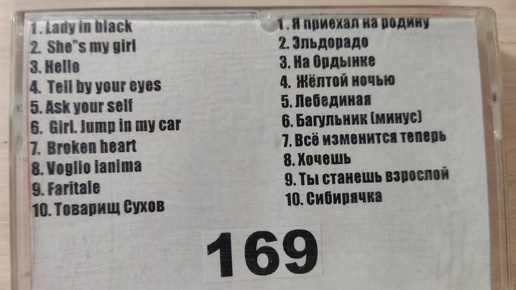 1. Lady in black
2. She"s my girl
3. Hello
4. Tell by your eyes
5. Ask your self
6. Girl. Jump in my car
7. Broken heart
8. Voglio lanima
9. Faritale
10. Товарищ Сухов
1. Я приехал на родину
2. Эльдорадо
3. На Ордынке
4. Жёлтой ночью
5. Лебединая
6. Багульник (минус)
7. Всё изменится теперь
8. Хочешь
9. Ты станешь взрослой
10. Сибирячка
169